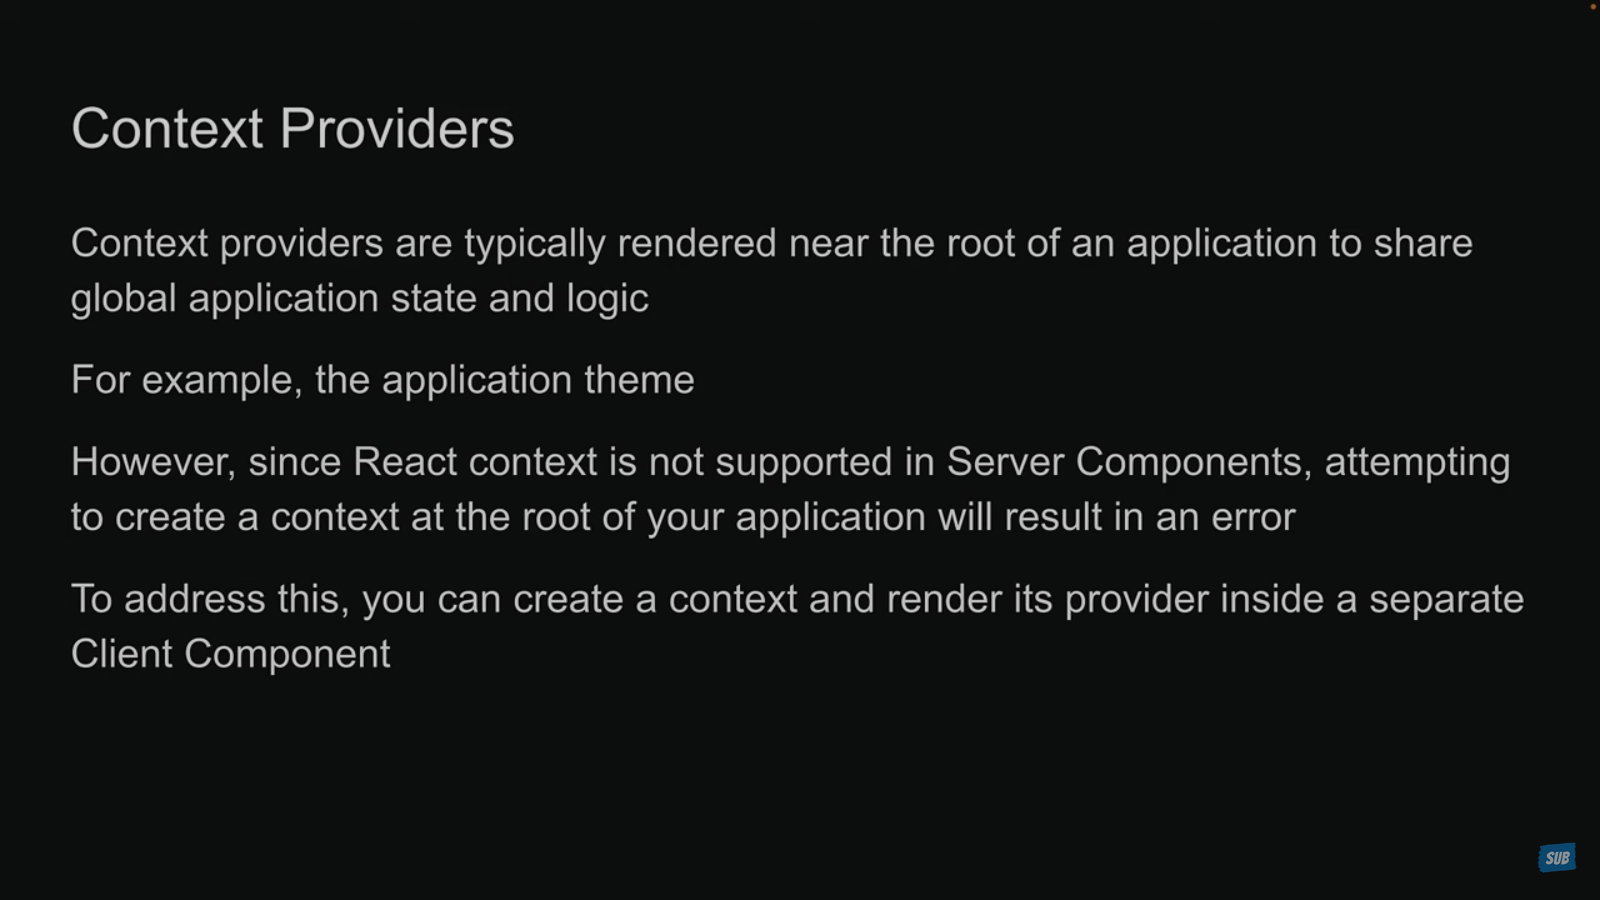 Context Providers
Context providers are typically rendered near the root of an application to share
global application state and logic
For example, the application theme
However, since React context is not supported in Server Components, attempting
to create a context at the root of your application will result in an error
To address this, you can create a context and render its provider inside a separate
Client Component
SUB